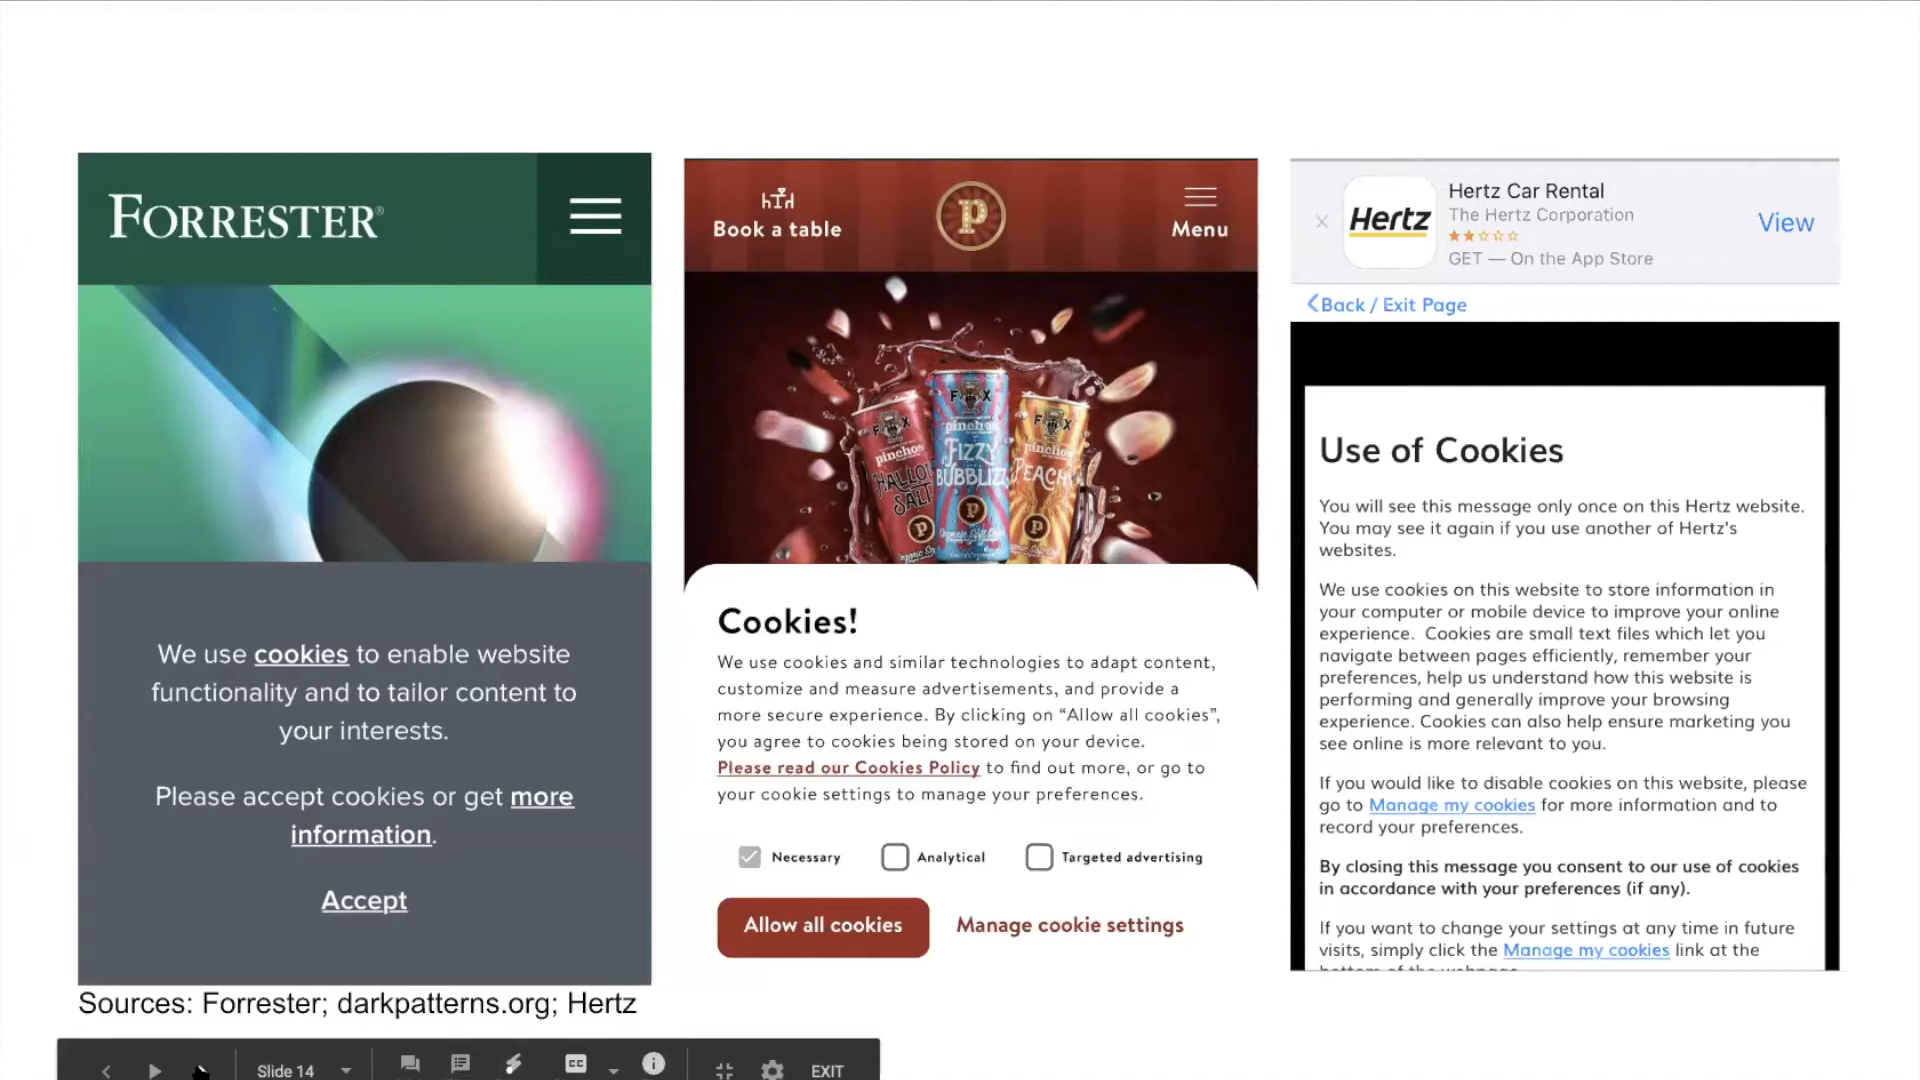 FORRESTER®
We use cookies to enable website
functionality and to tailor content to
your interests.
Please accept cookies or get more
information.
Accept
Book a table
P
Menu
FOX
pinchos
HALLO
SALT
P
FOX
pinchos
FIZZY
BUBBLIZZ
P
FOX
pinchos
PEACH
P
Cookies!
We use cookies and similar technologies to adapt content,
customize and measure advertisements, and provide a
more secure experience. By clicking on “Allow all cookies”,
you agree to cookies being stored on your device.
Please read our Cookies Policy to find out more, or go to
your cookie settings to manage your preferences.
Necessary
Analytical
Targeted advertising
Allow all cookies
Manage cookie settings
Hertz
Hertz Car Rental
The Hertz Corporation
GET — On the App Store
View
Back / Exit Page
Use of Cookies
You will see this message only once on this Hertz website.
You may see it again if you use another of Hertz's
websites.
We use cookies on this website to store information in
your computer or mobile device to improve your online
experience. Cookies are small text files which let you
navigate between pages efficiently, remember your
preferences, help us understand how this website is
performing and generally improve your browsing
experience. Cookies can also help ensure marketing you
see online is more relevant to you.
If you would like to disable cookies on this website, please
go to Manage my cookies for more information and to
record your preferences.
By closing this message you consent to our use of cookies
in accordance with your preferences (if any).
If you want to change your settings at any time in future
visits, simply click the Manage my cookies link at the
Sources: Forrester; darkpatterns.org; Hertz
Slide 14
CC
EXIT